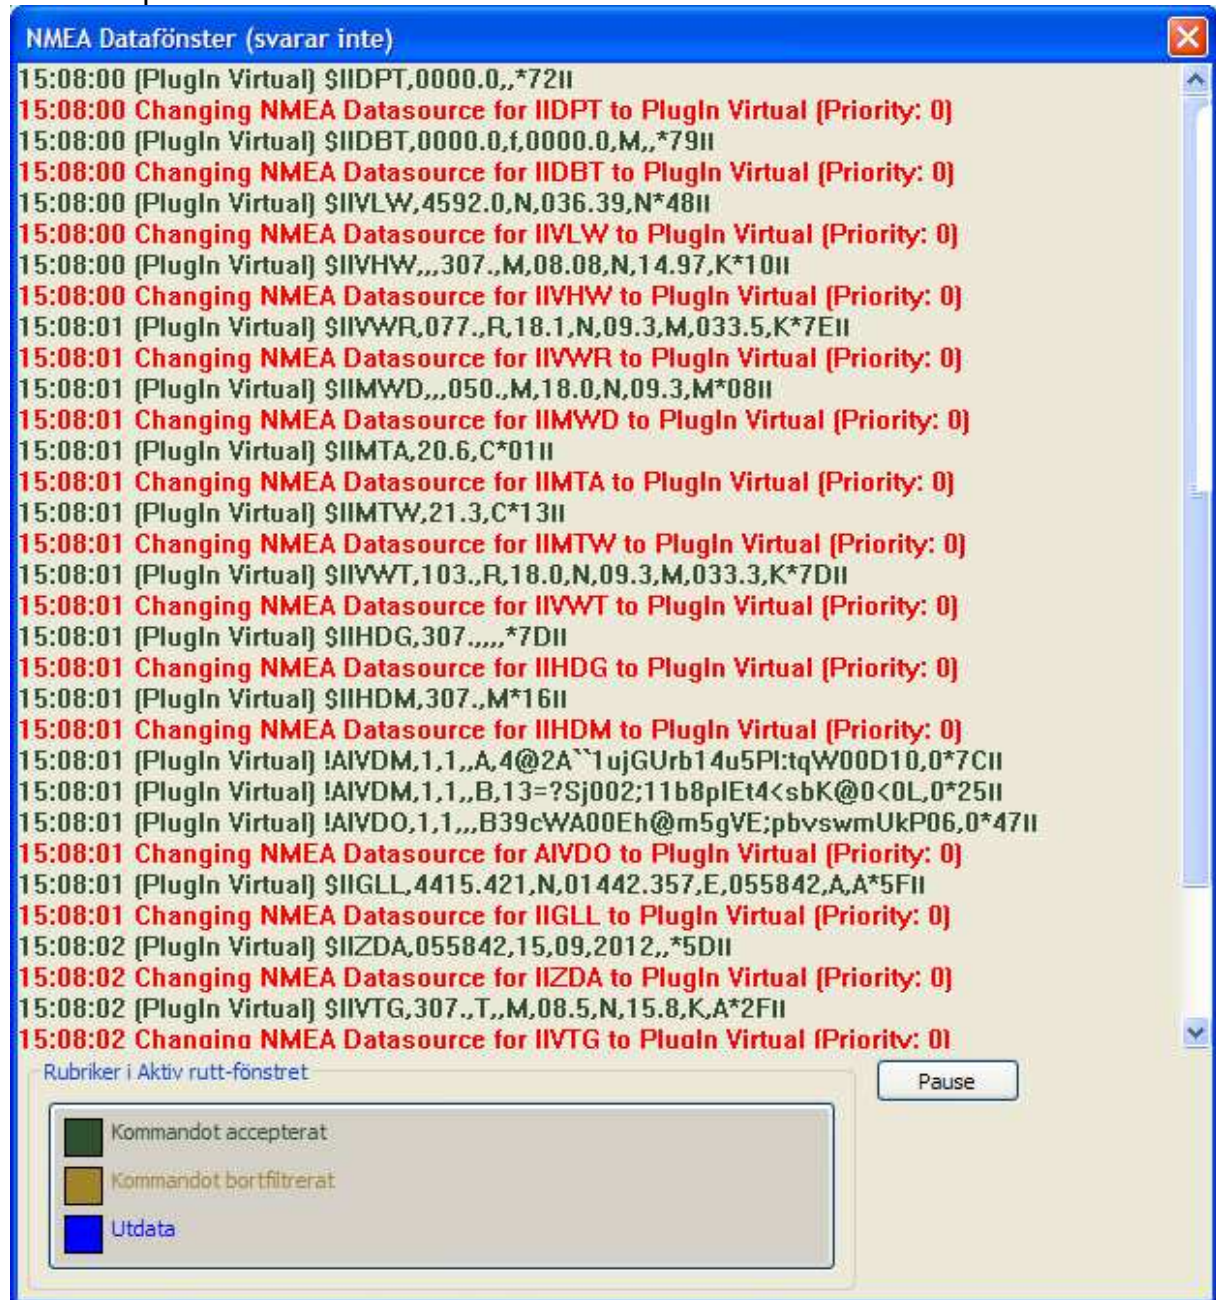 NMEA Datafönster (svarar inte)
15:08:00 (PlugIn Virtual) $IIDPT,0000.0,,*72II
15:08:00 Changing NMEA Datasource for IIDPT to PlugIn Virtual (Priority: 0)
15:08:00 (PlugIn Virtual) $IIDBT,0000.0,f,0000.0,M,,*79II
15:08:00 Changing NMEA Datasource for IIDBT to PlugIn Virtual (Priority: 0)
15:08:00 (PlugIn Virtual) $IIVLW,4592.0,N,036.39,N*48II
15:08:00 Changing NMEA Datasource for IIVLW to PlugIn Virtual (Priority: 0)
15:08:00 (PlugIn Virtual) $IIVHW,,,307.,M,08.08,N,14.97,K*10II
15:08:00 Changing NMEA Datasource for IIVHW to PlugIn Virtual (Priority: 0)
15:08:01 (PlugIn Virtual) $IIVWR,077.,R,18.1,N,09.3,M,033.5,K*7EII
15:08:01 Changing NMEA Datasource for IIVWR to PlugIn Virtual (Priority: 0)
15:08:01 (PlugIn Virtual) $IIMWD,,,050.,M,18.0,N,09.3,M*08II
15:08:01 Changing NMEA Datasource for IIMWD to PlugIn Virtual (Priority: 0)
15:08:01 (PlugIn Virtual) $IIMTA,20.6,C*01II
15:08:01 Changing NMEA Datasource for IIMTA to PlugIn Virtual (Priority: 0)
15:08:01 (PlugIn Virtual) $IIMTW,21.3,C*13II
15:08:01 Changing NMEA Datasource for IIMTW to PlugIn Virtual (Priority: 0)
15:08:01 (PlugIn Virtual) $IIVWT,103.,R,18.0,N,09.3,M,033.3,K*7DII
15:08:01 Changing NMEA Datasource for IIVWT to PlugIn Virtual (Priority: 0)
15:08:01 (PlugIn Virtual) $IIHDG,307.,,,,*7DII
15:08:01 Changing NMEA Datasource for IIHDG to PlugIn Virtual (Priority: 0)
15:08:01 (PlugIn Virtual) $IIHDM,307.,M*16II
15:08:01 Changing NMEA Datasource for IIHDM to PlugIn Virtual (Priority: 0)
15:08:01 (PlugIn Virtual) !AIVDM,1,1,,A,4@2A``1ujGUrb14u5Pl:tqW00D10,0*7CII
15:08:01 (PlugIn Virtual) !AIVDM,1,1,,B,13=?Sj002;11b8plEt4<sbK@0<0L,0*25II
15:08:01 (PlugIn Virtual) !AIVDO,1,1,,,B39cWA00Eh@m5gVE;pbvswmUkP06,0*47II
15:08:01 Changing NMEA Datasource for AIVDO to PlugIn Virtual (Priority: 0)
15:08:01 (PlugIn Virtual) $IIGLL,4415.421,N,01442.357,E,055842,A,A*5FII
15:08:01 Changing NMEA Datasource for IIGLL to PlugIn Virtual (Priority: 0)
15:08:02 (PlugIn Virtual) $IIZDA,055842,15,09,2012,,*5DII
15:08:02 Changing NMEA Datasource for IIZDA to PlugIn Virtual (Priority: 0)
15:08:02 (PlugIn Virtual) $IIVTG,307.,T,,M,08.5,N,15.8,K,A*2FII
15:08:02 Changing NMEA Datasource for IIVTG to PlugIn Virtual (Priority: 0)
Rubriker i Aktiv rutt-fönstret
Pause
Kommandot accepterat
Kommandot bortfiltrerat
Utdata